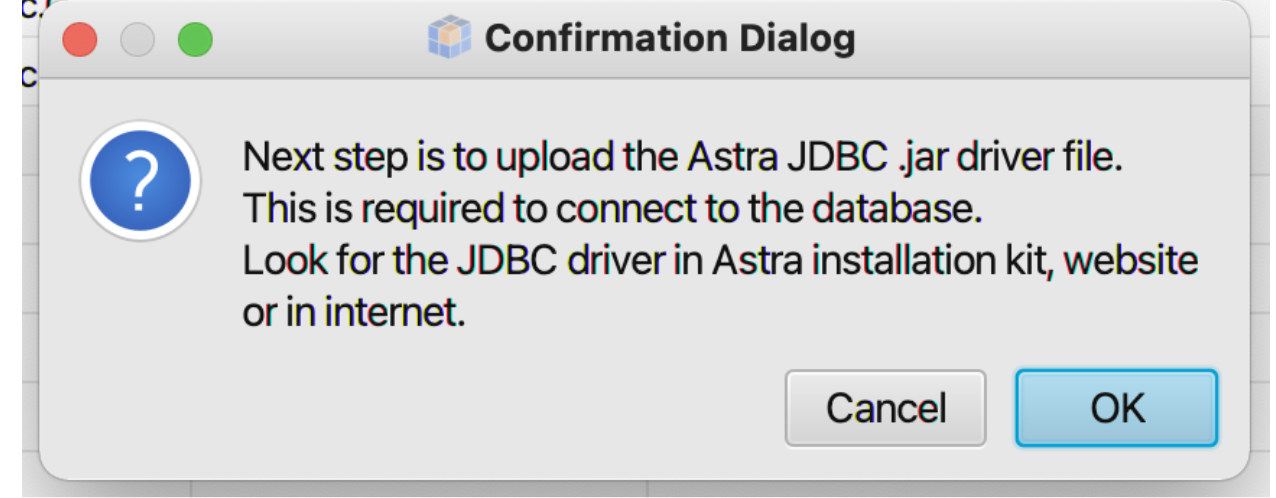 Confirmation Dialog
Next step is to upload the Astra JDBC .jar driver file.
This is required to connect to the database.
Look for the JDBC driver in Astra installation kit, website
or in internet.
Cancel
OK